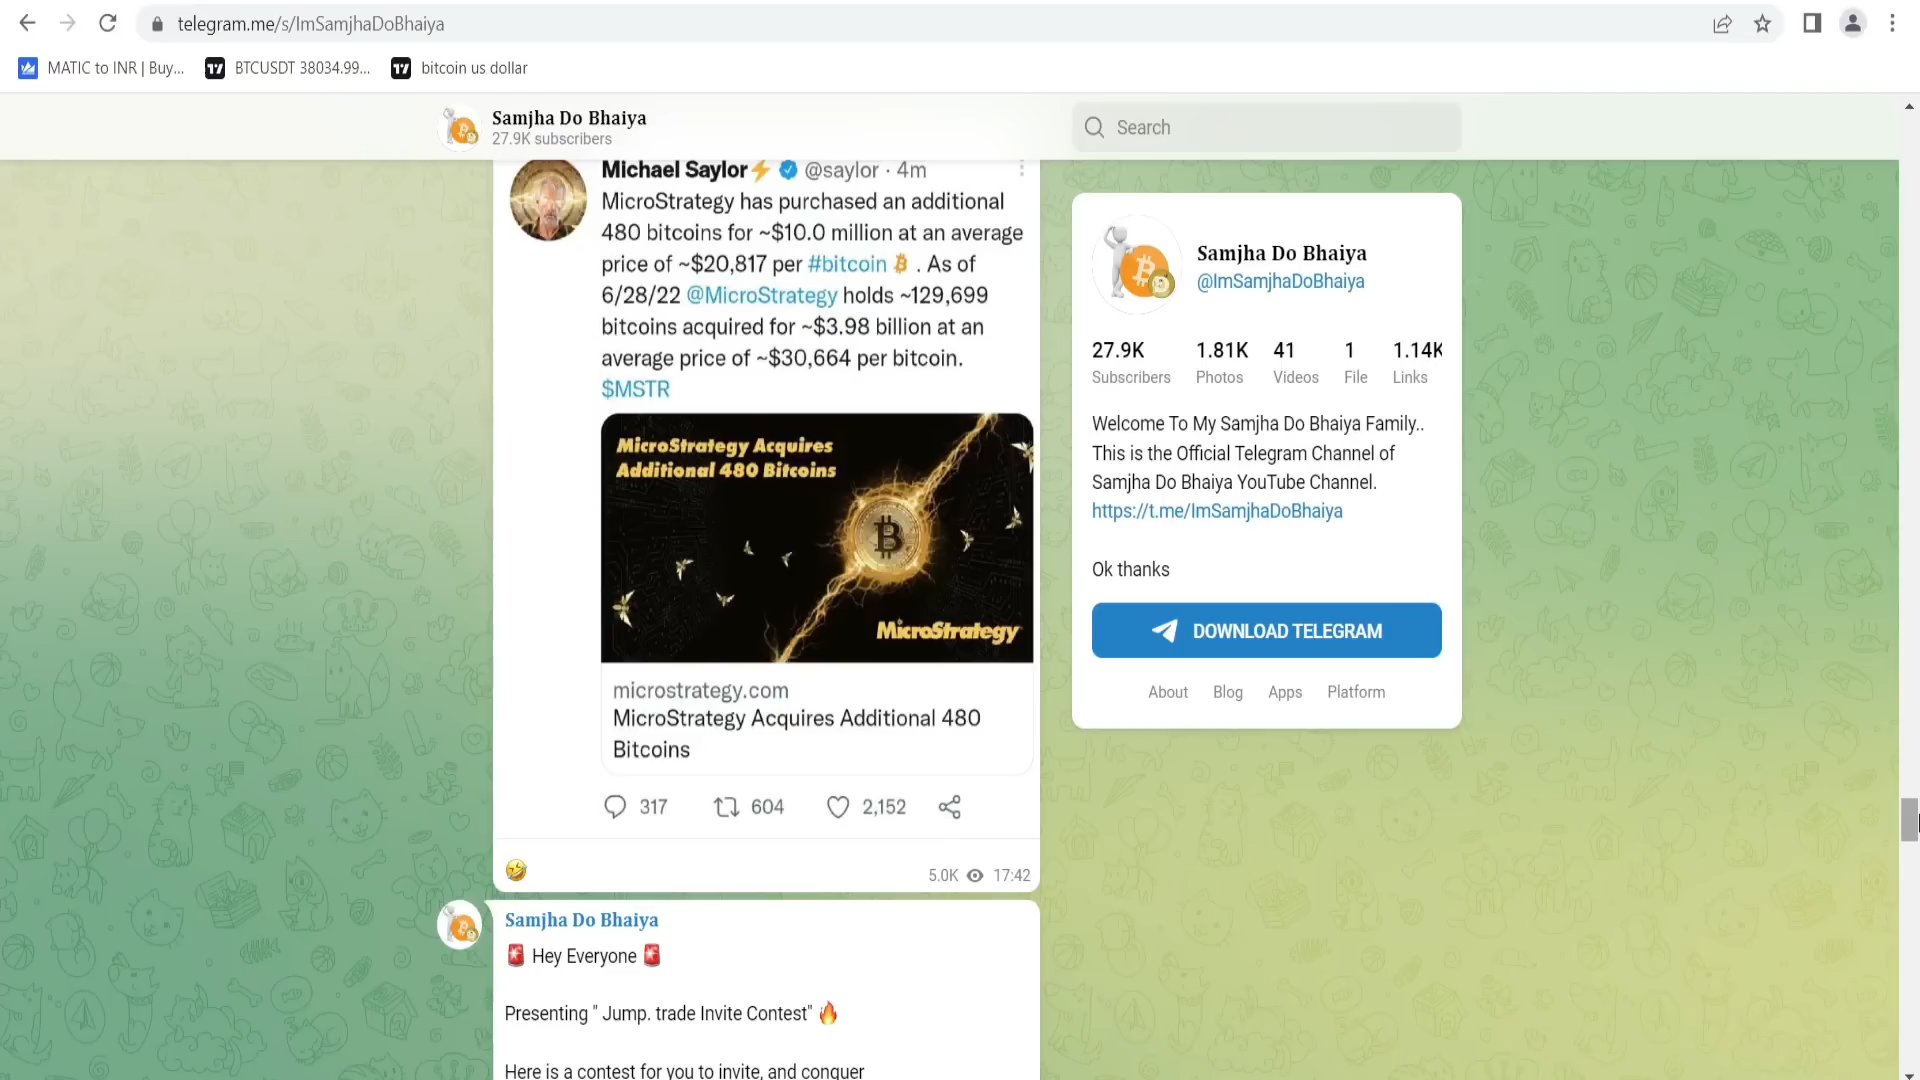 telegram.me/s/ImSamjhaDoBhaiya
MATIC to INR | Buy...
BTCUSDT 38034.99...
bitcoin us dollar
Samjha Do Bhaiya
27.9K subscribers
Search
Michael Saylor⚡ @saylor · 4m
MicroStrategy has purchased an additional
480 bitcoins for ~$10.0 million at an average
price of ~$20,817 per #bitcoin ₿ . As of
6/28/22 @MicroStrategy holds ~129,699
bitcoins acquired for ~$3.98 billion at an
average price of ~$30,664 per bitcoin.
$MSTR
MicroStrategy Acquires
Additional 480 Bitcoins
MicroStrategy
microstrategy.com
MicroStrategy Acquires Additional 480
Bitcoins
317 604 2,152
🤣
5.0K 17:42
Samjha Do Bhaiya
🚨 Hey Everyone 🚨
Presenting " Jump. trade Invite Contest" 🔥
Here is a contest for you to invite, and conquer
Samjha Do Bhaiya
@ImSamjhaDoBhaiya
27.9K 1.81K 41 1 1.14K
Subscribers Photos Videos File Links
Welcome To My Samjha Do Bhaiya Family..
This is the Official Telegram Channel of
Samjha Do Bhaiya YouTube Channel.
https://t.me/ImSamjhaDoBhaiya
Ok thanks
DOWNLOAD TELEGRAM
About Blog Apps Platform